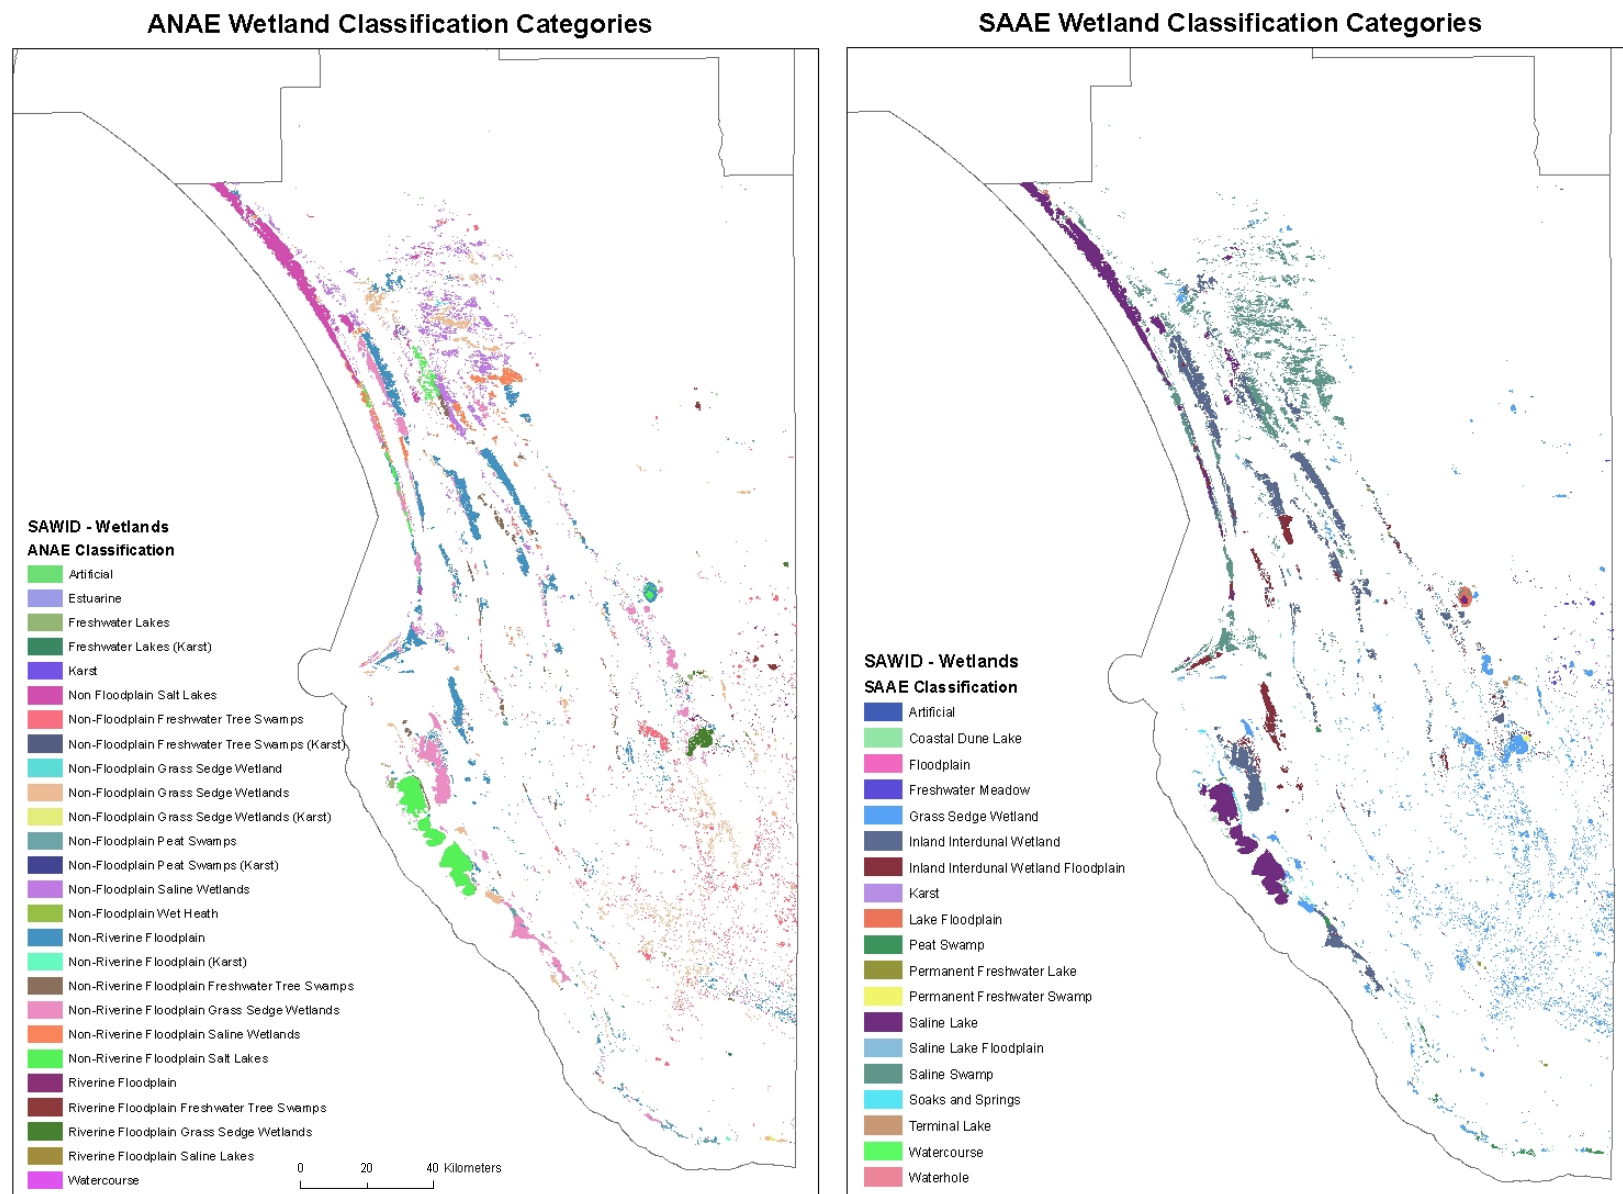 ANAE Wetland Classification Categories
SAWID - Wetlands
ANAE Classification
Artificial
Estuarine
Freshwater Lakes
Freshwater Lakes (Karst)
Karst
Non Floodplain Salt Lakes
Non-Floodplain Freshwater Tree Swamps
Non-Floodplain Freshwater Tree Swamps (Karst)
Non-Floodplain Grass Sedge Wetland
Non-Floodplain Grass Sedge Wetlands
Non-Floodplain Grass Sedge Wetlands (Karst)
Non-Floodplain Peat Swamps
Non-Floodplain Peat Swamps (Karst)
Non-Floodplain Saline Wetlands
Non-Floodplain Wet Heath
Non-Riverine Floodplain
Non-Riverine Floodplain (Karst)
Non-Riverine Floodplain Freshwater Tree Swamps
Non-Riverine Floodplain Grass Sedge Wetlands
Non-Riverine Floodplain Saline Wetlands
Non-Riverine Floodplain Salt Lakes
Riverine Floodplain
Riverine Floodplain Freshwater Tree Swamps
Riverine Floodplain Grass Sedge Wetlands
Riverine Floodplain Saline Lakes
Watercourse
0 20 40 Kilometers
SAAE Wetland Classification Categories
SAWID - Wetlands
SAAE Classification
Artificial
Coastal Dune Lake
Floodplain
Freshwater Meadow
Grass Sedge Wetland
Inland Interdunal Wetland
Inland Interdunal Wetland Floodplain
Karst
Lake Floodplain
Peat Swamp
Permanent Freshwater Lake
Permanent Freshwater Swamp
Saline Lake
Saline Lake Floodplain
Saline Swamp
Soaks and Springs
Terminal Lake
Watercourse
Waterhole